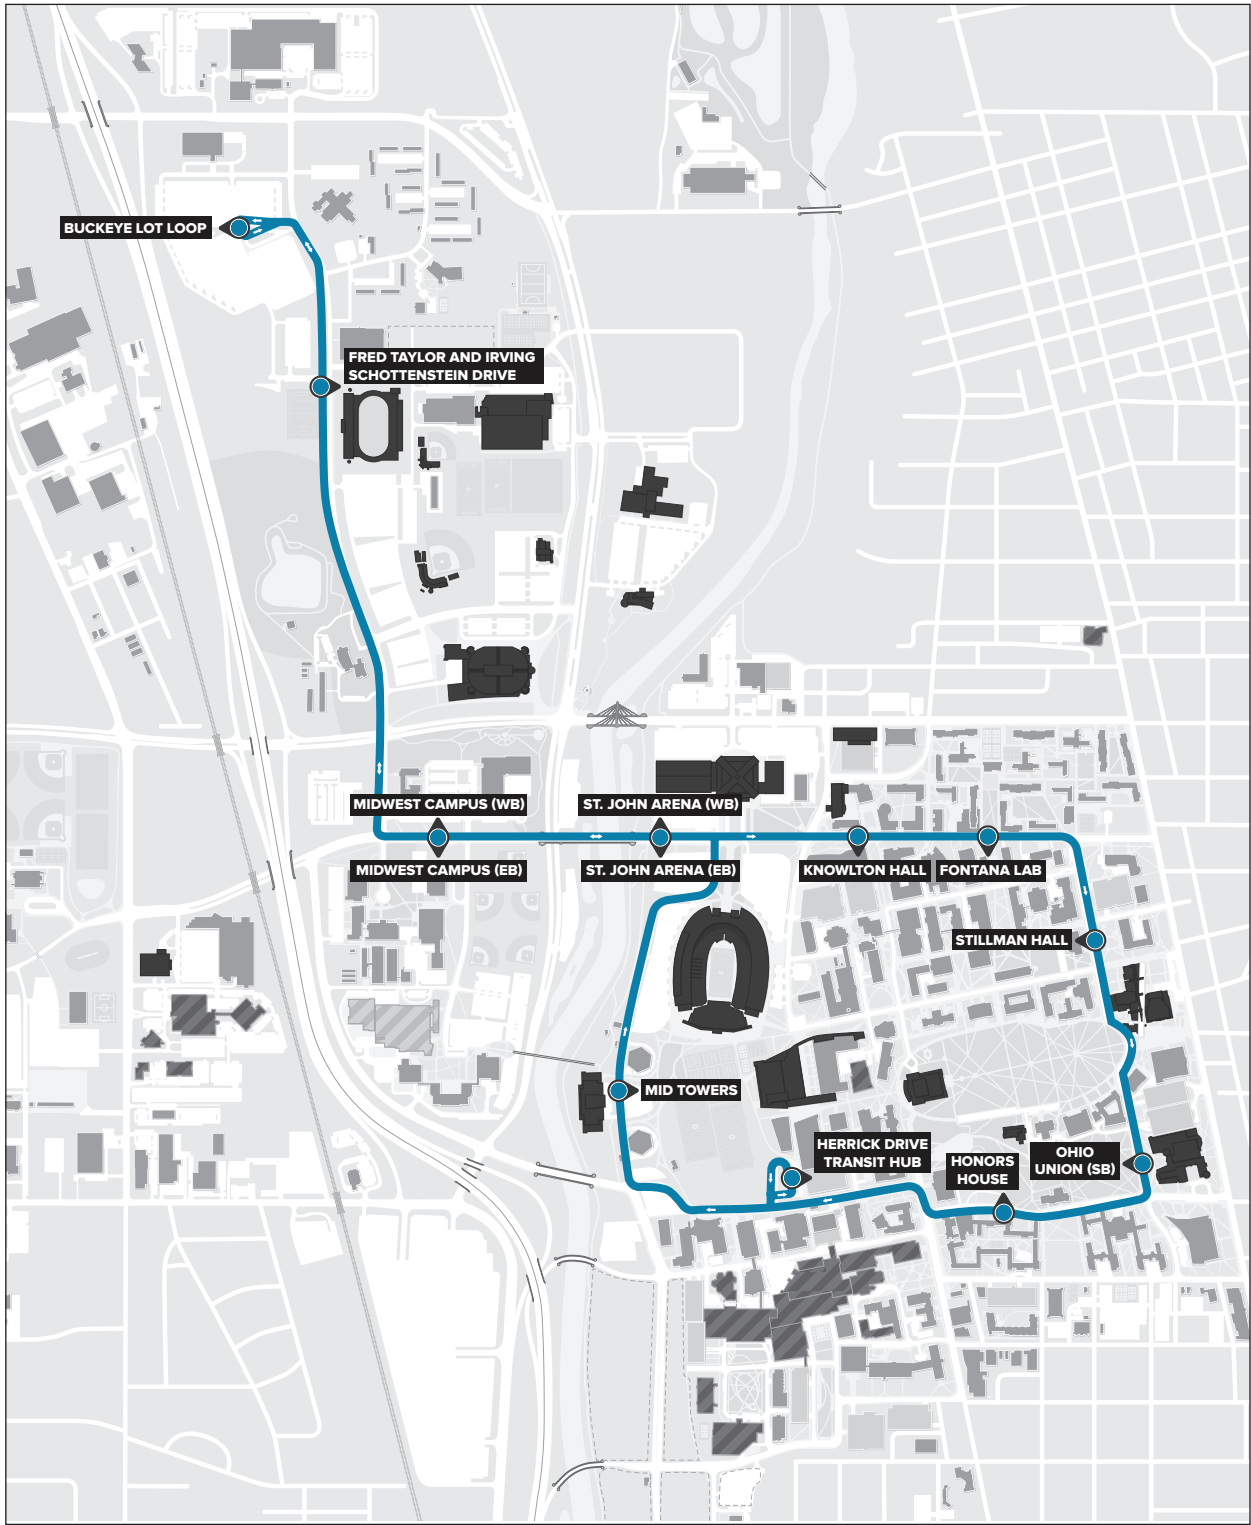 BUCKEYE LOT LOOP
FRED TAYLOR AND IRVING
SCHOTTENSTEIN DRIVE
MIDWEST CAMPUS (WB)
ST. JOHN ARENA (WB)
MIDWEST CAMPUS (EB)
ST. JOHN ARENA (EB)
KNOWLTON HALL
FONTANA LAB
STILLMAN HALL
MID TOWERS
HERRICK DRIVE
TRANSIT HUB
HONORS
HOUSE
OHIO
UNION (SB)